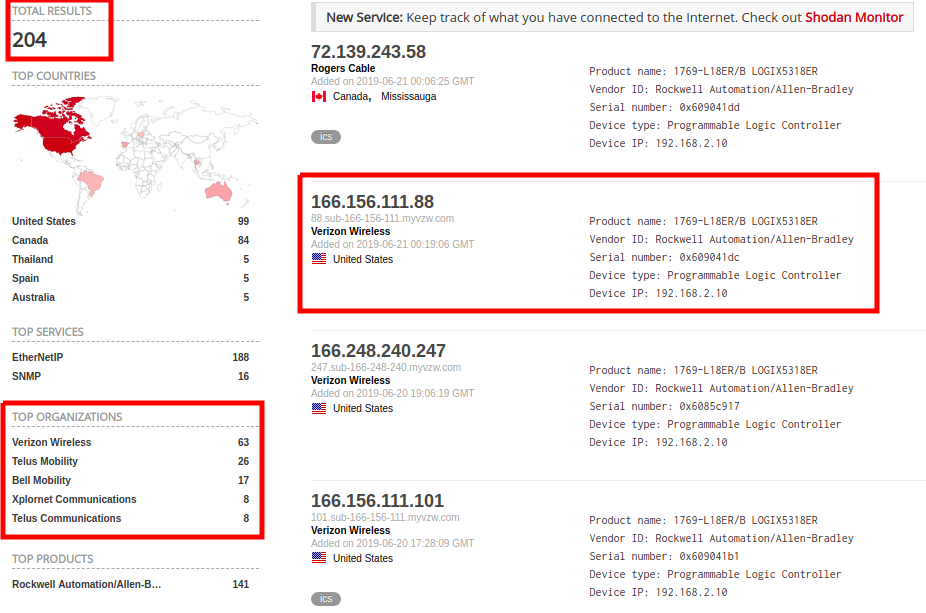 TOTAL RESULTS
204
TOP COUNTRIES
United States 99
Canada 84
Thailand 5
Spain 5
Australia 5
TOP SERVICES
EtherNetIP 188
SNMP 16
TOP ORGANIZATIONS
Verizon Wireless 63
Telus Mobility 26
Bell Mobility 17
Xplornet Communications 8
Telus Communications 8
TOP PRODUCTS
Rockwell Automation/Allen-B... 141
New Service: Keep track of what you have connected to the Internet. Check out Shodan Monitor
72.139.243.58
Rogers Cable
Added on 2019-06-21 00:06:25 GMT
Canada, Mississauga
ics
Product name: 1769-L18ER/B LOGIX5318ER
Vendor ID: Rockwell Automation/Allen-Bradley
Serial number: 0x609041dd
Device type: Programmable Logic Controller
Device IP: 192.168.2.10
166.156.111.88
88.sub-166-156-111.myvzw.com
Verizon Wireless
Added on 2019-06-21 00:19:06 GMT
United States
Product name: 1769-L18ER/B LOGIX5318ER
Vendor ID: Rockwell Automation/Allen-Bradley
Serial number: 0x609041dc
Device type: Programmable Logic Controller
Device IP: 192.168.2.10
166.248.240.247
247.sub-166-248-240.myvzw.com
Verizon Wireless
Added on 2019-06-20 19:06:19 GMT
United States
Product name: 1769-L18ER/B LOGIX5318ER
Vendor ID: Rockwell Automation/Allen-Bradley
Serial number: 0x6085c917
Device type: Programmable Logic Controller
Device IP: 192.168.2.10
166.156.111.101
101.sub-166-156-111.myvzw.com
Verizon Wireless
Added on 2019-06-20 17:28:09 GMT
United States
ics
Product name: 1769-L18ER/B LOGIX5318ER
Vendor ID: Rockwell Automation/Allen-Bradley
Serial number: 0x609041b1
Device type: Programmable Logic Controller
Device IP: 192.168.2.10